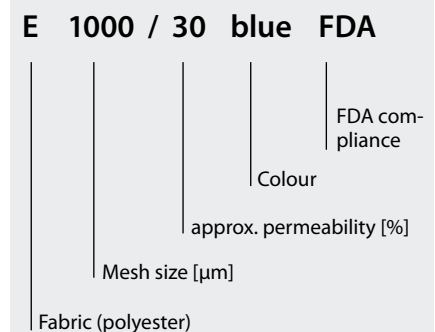 E 1000 / 30 blue FDA
FDA com-
pliance
Colour
approx. permeability [%]
Mesh size [µm]
Fabric (polyester)